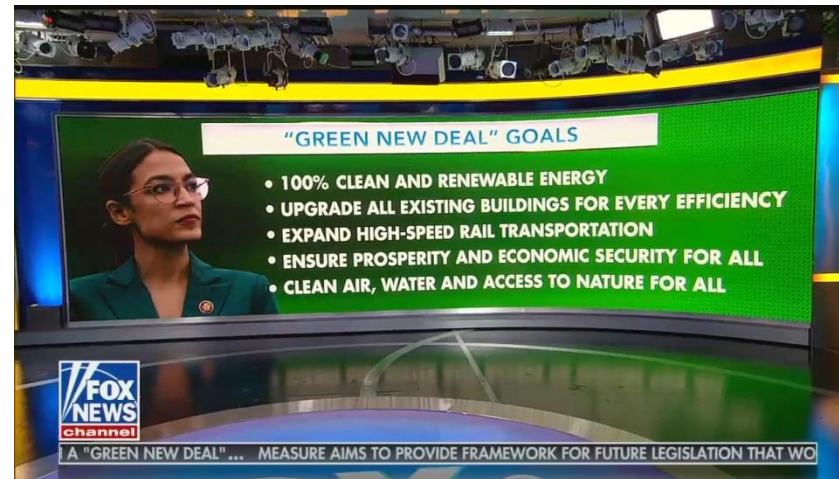 "GREEN NEW DEAL" GOALS
• 100% CLEAN AND RENEWABLE ENERGY
• UPGRADE ALL EXISTING BUILDINGS FOR EVERY EFFICIENCY
• EXPAND HIGH-SPEED RAIL TRANSPORTATION
• ENSURE PROSPERITY AND ECONOMIC SECURITY FOR ALL
• CLEAN AIR, WATER AND ACCESS TO NATURE FOR ALL
FOX
NEWS
channel
A "GREEN NEW DEAL"... MEASURE AIMS TO PROVIDE FRAMEWORK FOR FUTURE LEGISLATION THAT WO